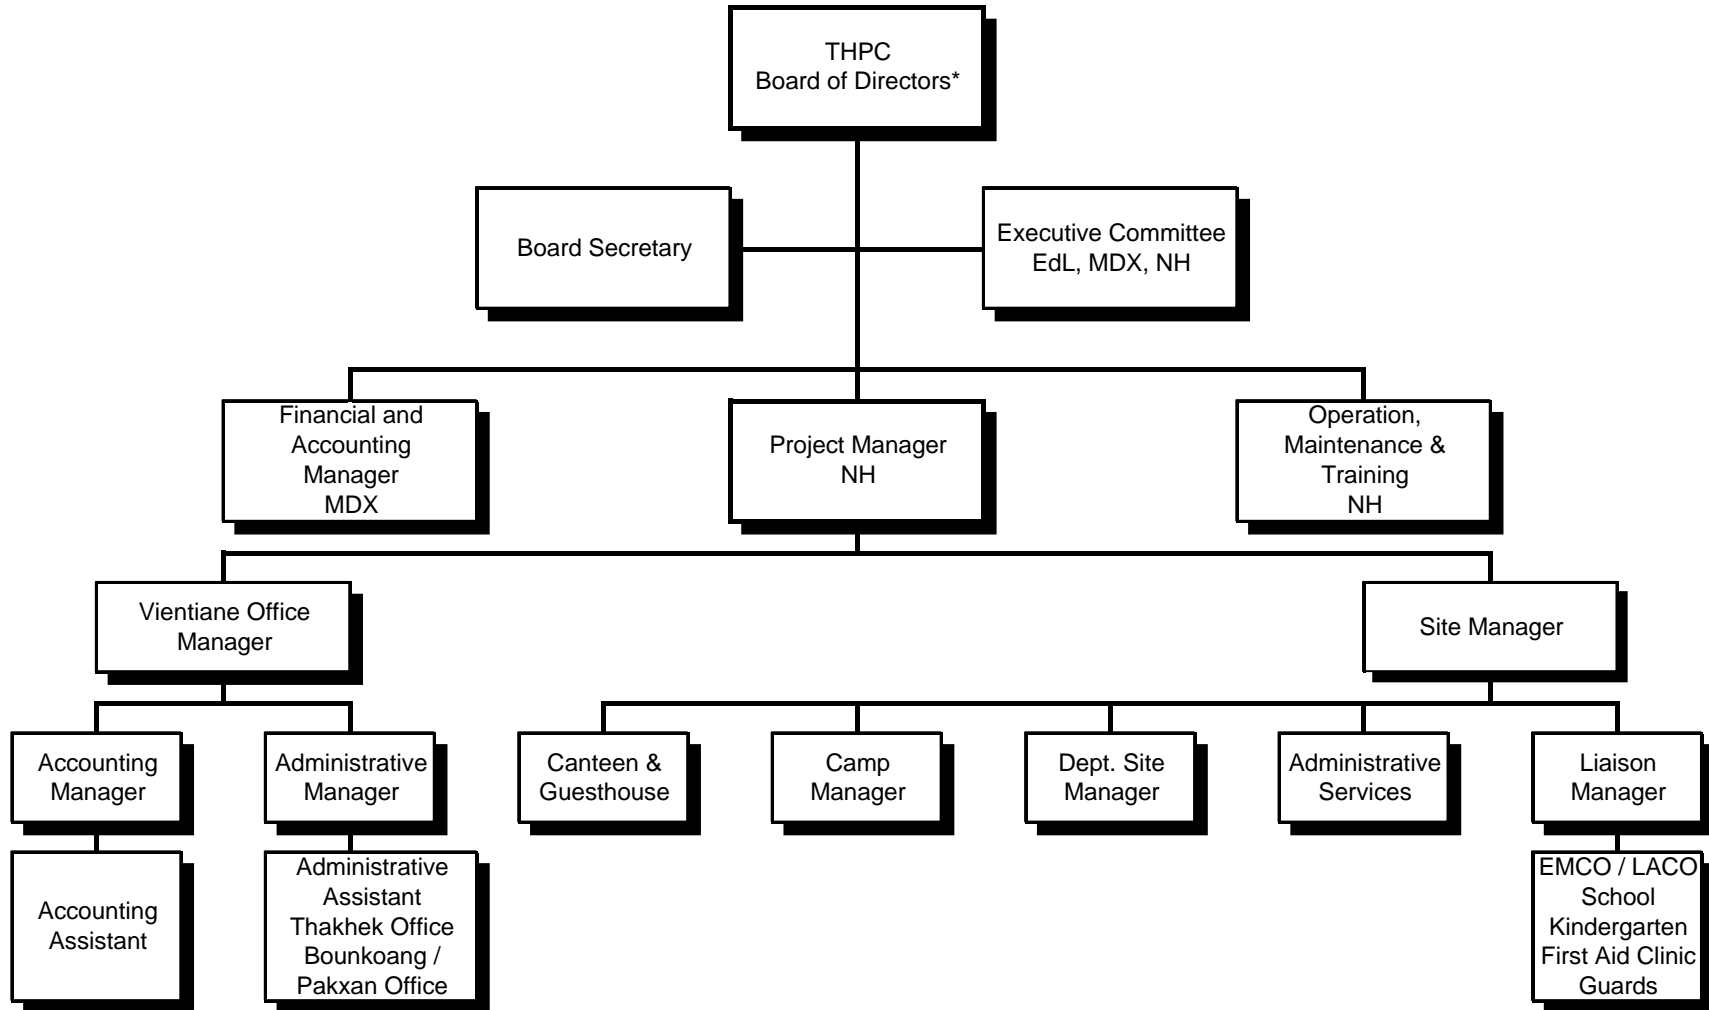 THPC
Board of Directors*
Board Secretary
Executive Committee
EdL, MDX, NH
Financial and
Accounting
Manager
MDX
Project Manager
NH
Operation,
Maintenance &
Training
NH
Vientiane Office
Manager
Site Manager
Accounting
Manager
Administrative
Manager
Canteen &
Guesthouse
Camp
Manager
Dept. Site
Manager
Administrative
Services
Liaison
Manager
Accounting
Assistant
Administrative
Assistant
Thakhek Office
Bounkoang /
Pakxan Office
EMCO / LACO
School
Kindergarten
First Aid Clinic
Guards